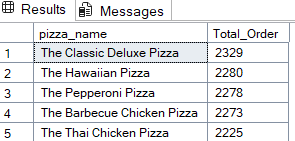 Results Messages
pizza_name Total_Order
1 The Classic Deluxe Pizza 2329
2 The Hawaiian Pizza 2280
3 The Pepperoni Pizza 2278
4 The Barbecue Chicken Pizza 2273
5 The Thai Chicken Pizza 2225